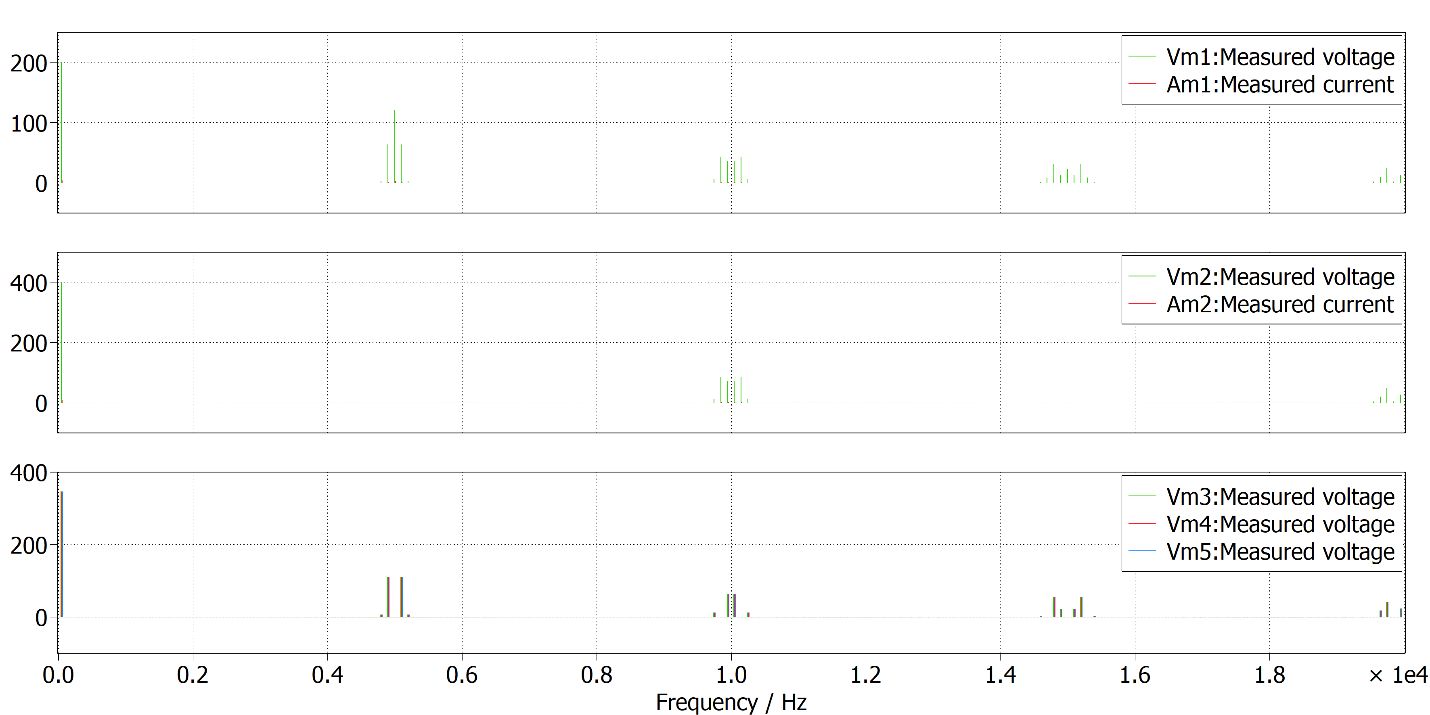 200
100
0
Vm1:Measured voltage
Am1:Measured current
400
200
0
Vm2:Measured voltage
Am2:Measured current
400
200
0
Vm3:Measured voltage
Vm4:Measured voltage
Vm5:Measured voltage
0.0 0.2 0.4 0.6 0.8 1.0 1.2 1.4 1.6 1.8 × 1e4
Frequency / Hz